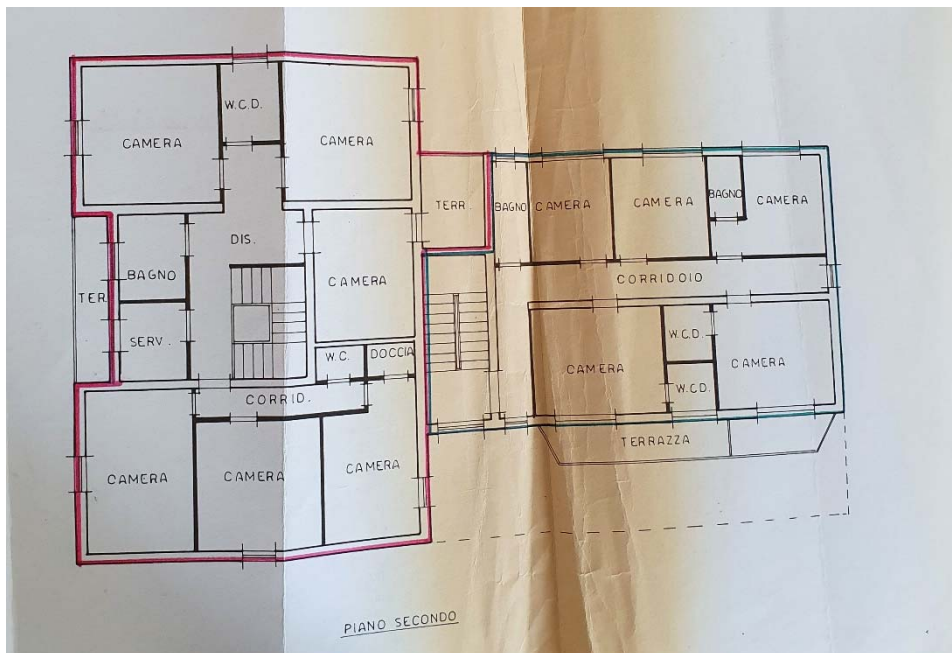 W.C.D.
CAMERA
CAMERA
TERR.
BAGNO
CAMERA
CAMERA
BAGNO
CAMERA
DIS.
BAGNO
CAMERA
CORRIDOIO
TER.
SERV.
W.C.
DOCCIA
W.C.D.
CAMERA
CAMERA
W.C.D.
CORRID.
TERRAZZA
CAMERA
CAMERA
CAMERA
PIANO SECONDO